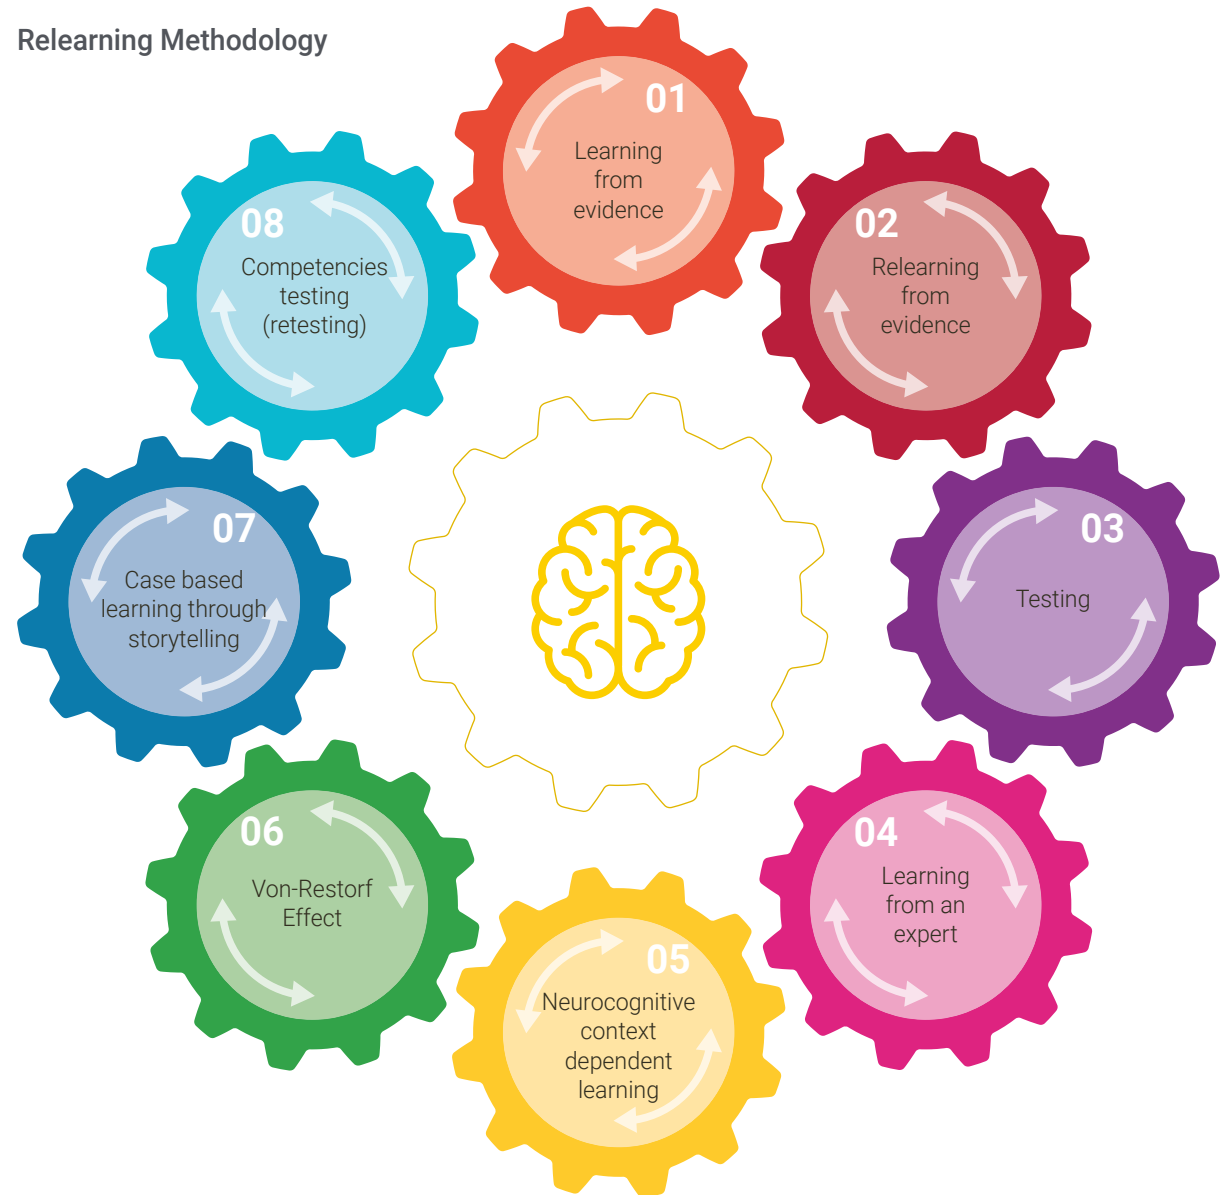 Relearning Methodology
01
Learning
from
evidence
02
Relearning
from
evidence
03
Testing
04
Learning
from an
expert
05
Neurocognitive
context
dependent
learning
06
Von-Restorf
Effect
07
Case based
learning through
storytelling
08
Competencies
testing
(retesting)